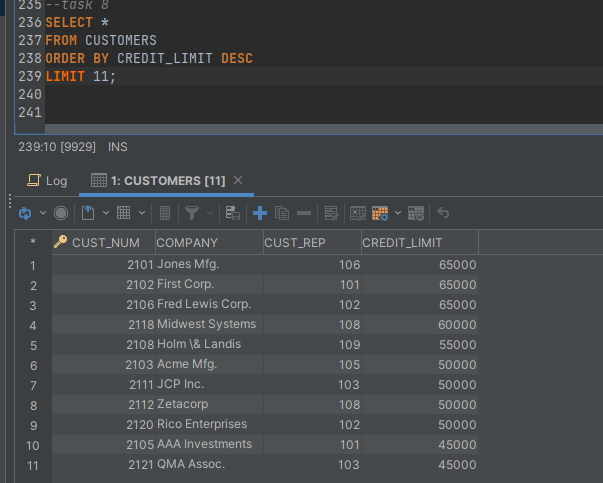 235 --task 8
236 SELECT *
237 FROM CUSTOMERS
238 ORDER BY CREDIT_LIMIT DESC
239 LIMIT 11;
240
241
239:10 [9929] INS
Log 1: CUSTOMERS [11] ×
* CUST_NUM COMPANY CUST_REP CREDIT_LIMIT
1 2101 Jones Mfg. 106 65000
2 2102 First Corp. 101 65000
3 2106 Fred Lewis Corp. 102 65000
4 2118 Midwest Systems 108 60000
5 2108 Holm \& Landis 109 55000
6 2103 Acme Mfg. 105 50000
7 2111 JCP Inc. 103 50000
8 2112 Zetacorp 108 50000
9 2120 Rico Enterprises 102 50000
10 2105 AAA Investments 101 45000
11 2121 QMA Assoc. 103 45000